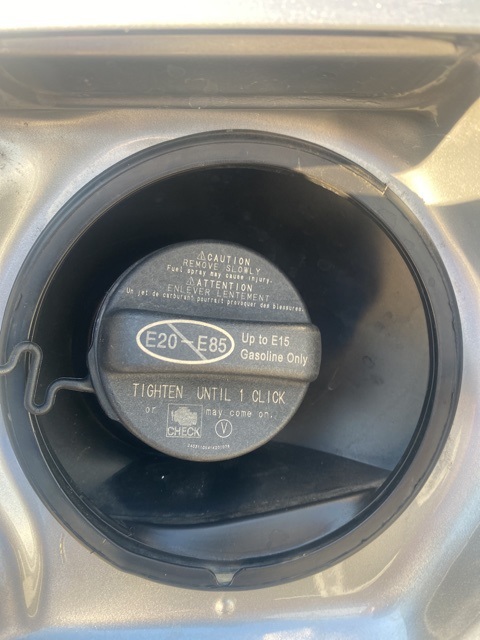 ⚠CAUTION
REMOVE SLOWLY
Fuel spray may cause injury.
⚠ATTENTION
ENLEVER LENTEMENT
Un jet de carburant pourrait provoquer des blessures.
E20-E85
Up to E15
Gasoline Only
TIGHTEN UNTIL 1 CLICK
or CHECK may come on.
V